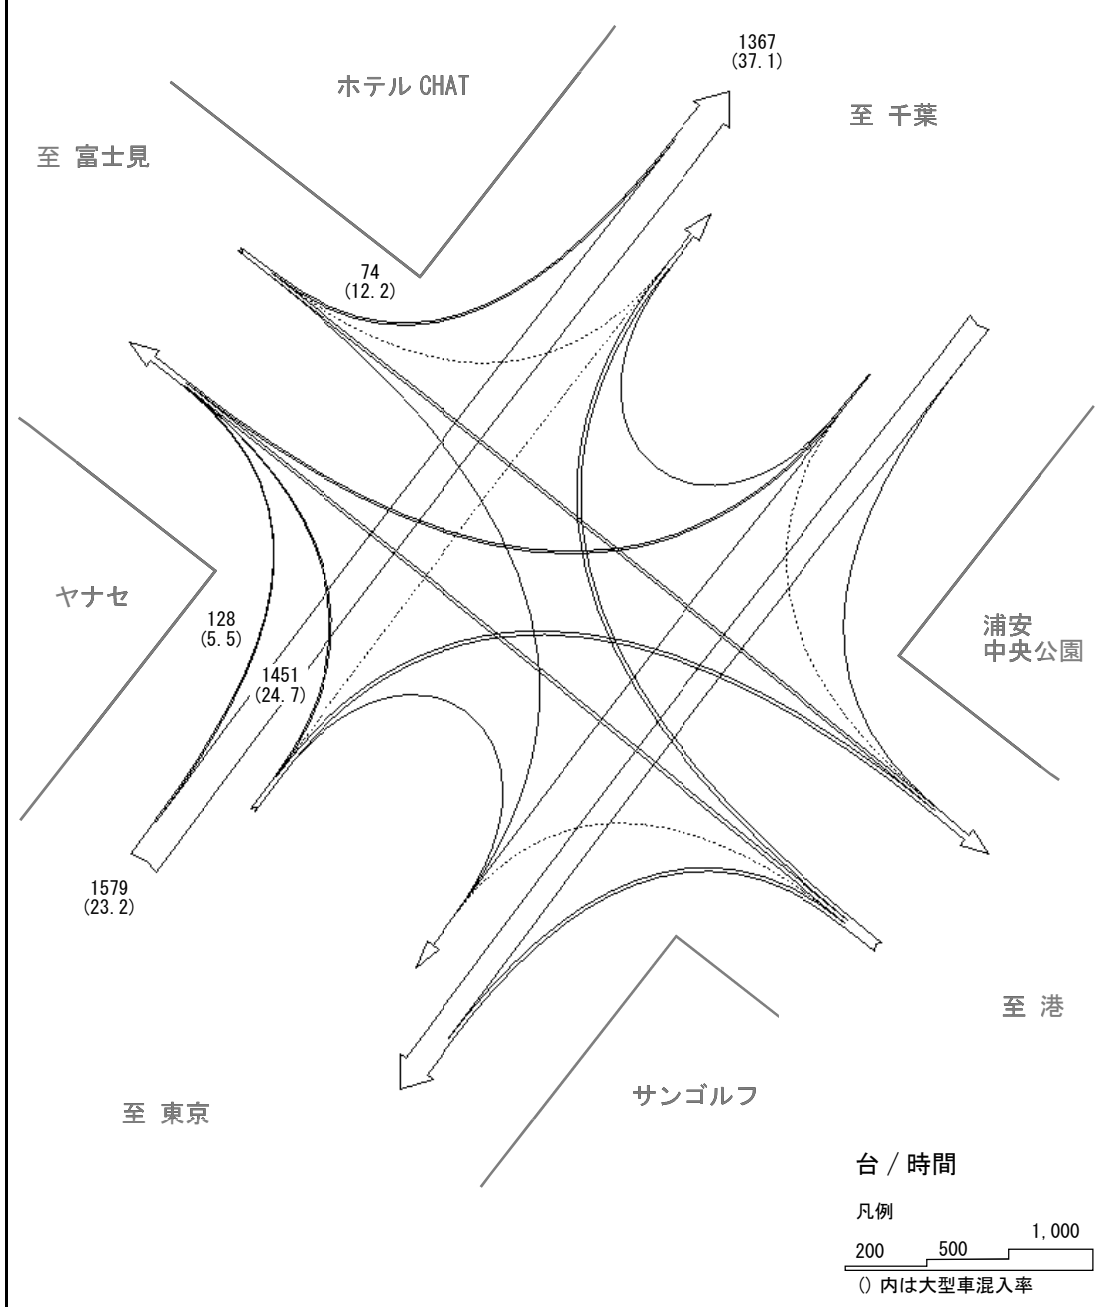 1367
(37.1)
ホテル CHAT
至 千葉
至 富士見
74
(12.2)
ヤナセ
128
(5.5)
浦安
中央公園
1451
(24.7)
1579
(23.2)
至 港
サンゴルフ
至 東京
台 / 時間
凡例
200 500 1,000
() 内は大型車混入率